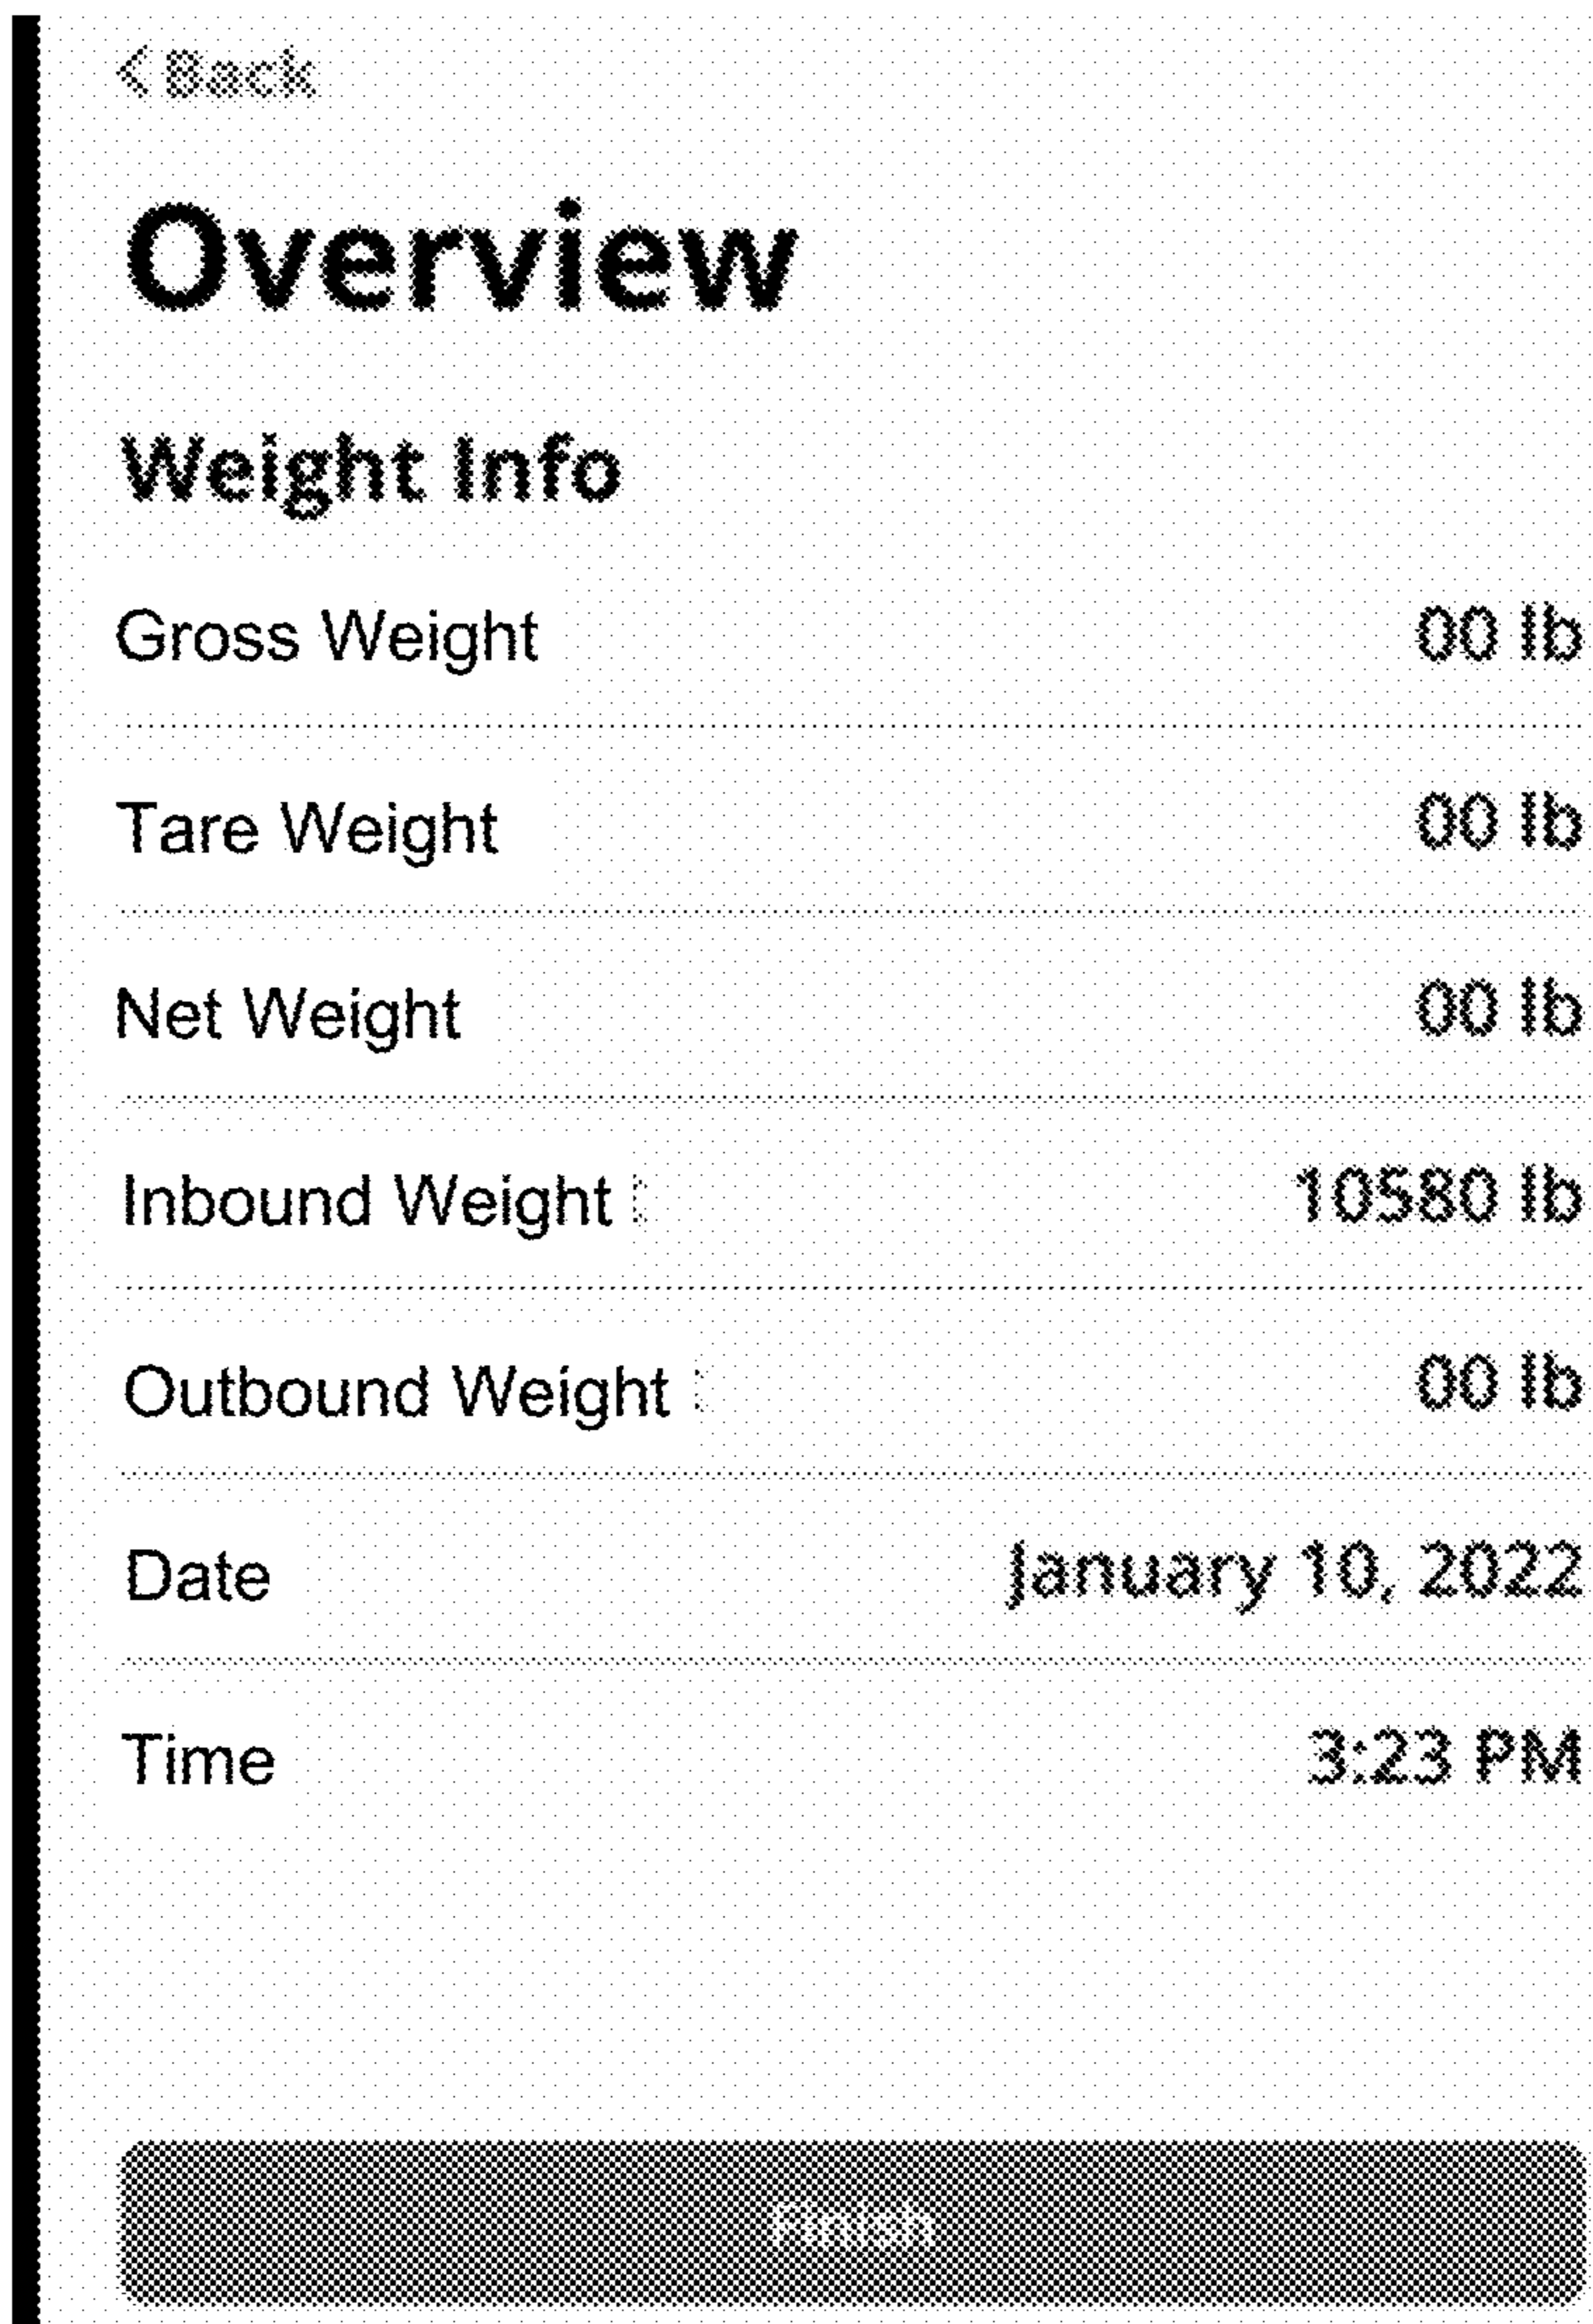 < Back
Overview
Weight Info
Gross Weight 00 lb
Tare Weight 00 lb
Net Weight 00 lb
Inbound Weight 10580 lb
Outbound Weight 00 lb
Date January 10, 2022
Time 3:23 PM
Finish